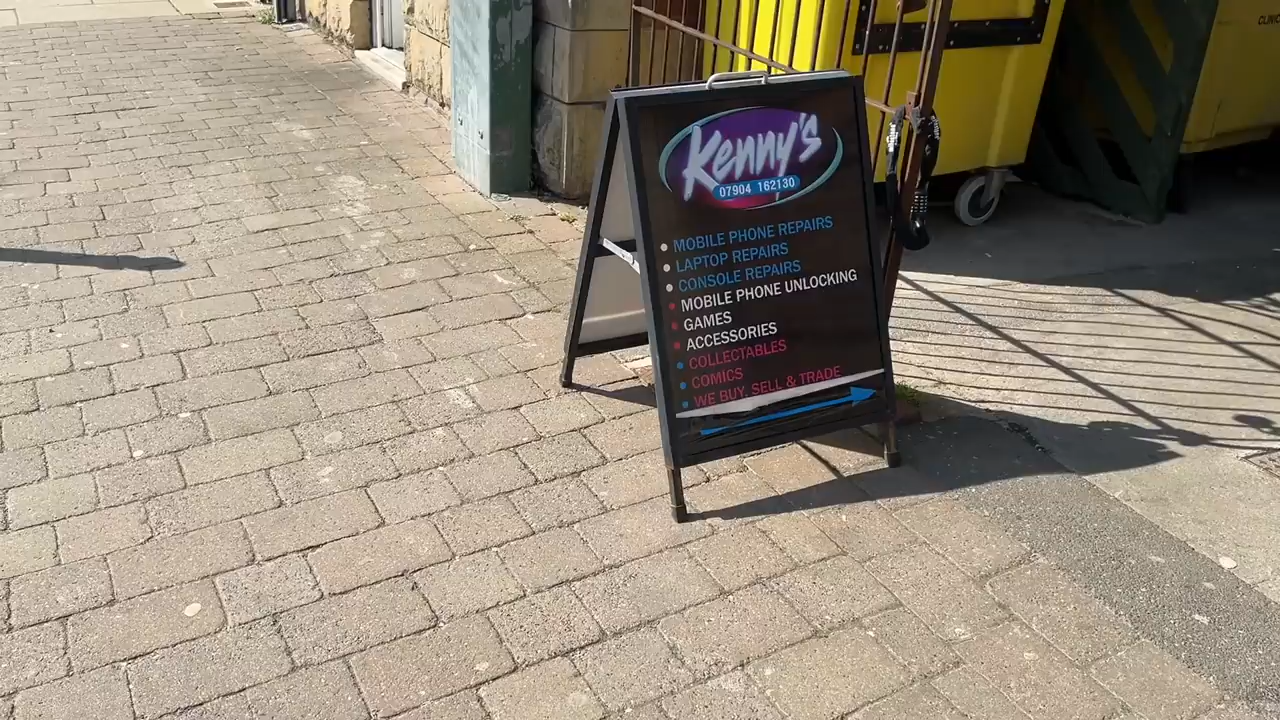 Kenny's
07904 162130
MOBILE PHONE REPAIRS
LAPTOP REPAIRS
CONSOLE REPAIRS
MOBILE PHONE UNLOCKING
GAMES
ACCESSORIES
COLLECTABLES
COMICS
WE BUY, SELL & TRADE